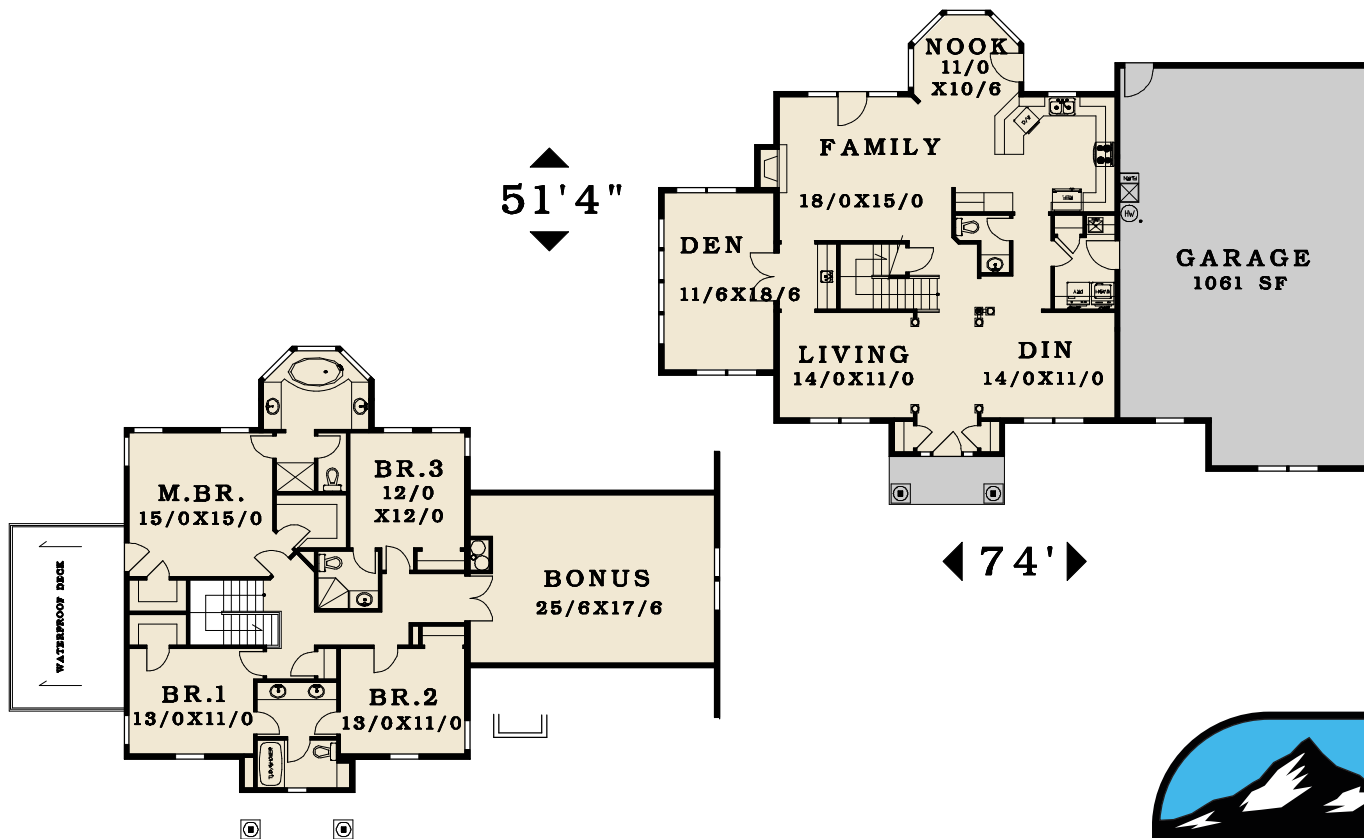 NOOK
11/0
X10/6
FAMILY
18/0X15/0
51'4"
DEN
11/6X18/6
GARAGE
1061 SF
HW
LIVING
14/0X11/0
DIN
14/0X11/0
74'
M.BR.
15/0X15/0
BR.3
12/0
X12/0
BONUS
25/6X17/6
WATERPROOF DECK
BR.1
13/0X11/0
BR.2
13/0X11/0